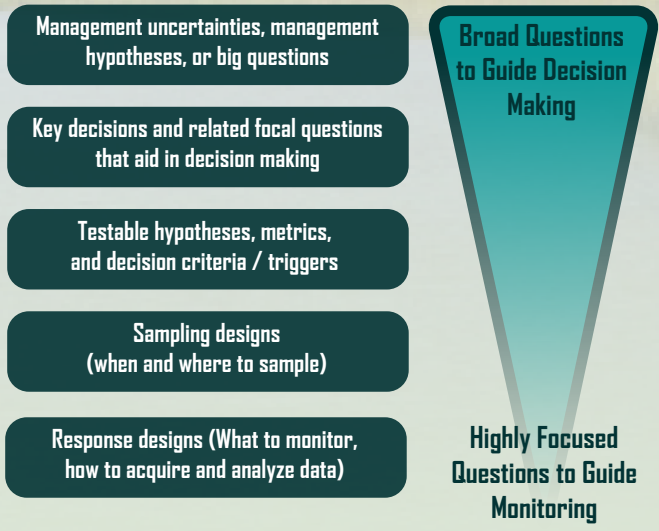 Management uncertainties, management
hypotheses, or big questions
Key decisions and related focal questions
that aid in decision making
Testable hypotheses, metrics,
and decision criteria / triggers
Sampling designs
(when and where to sample)
Response designs (What to monitor,
how to acquire and analyze data)
Broad Questions
to Guide Decision
Making
Highly Focused
Questions to Guide
Monitoring